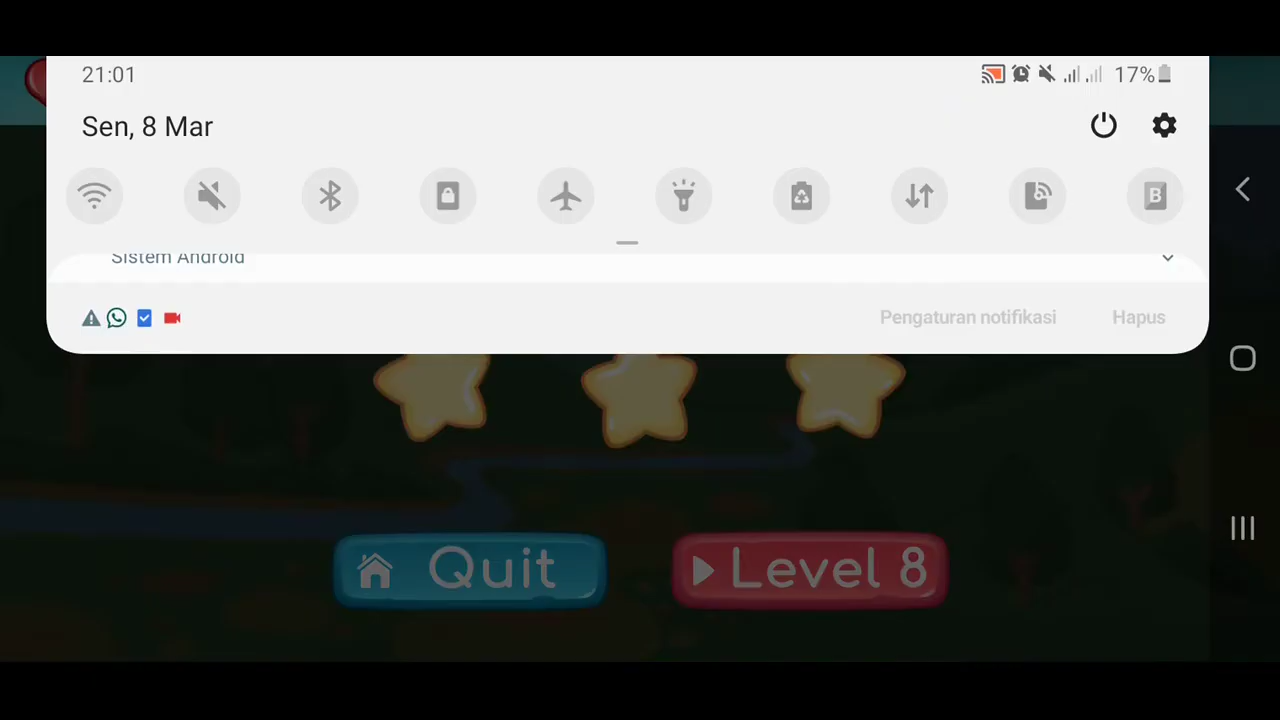 21:01
17%
Sen, 8 Mar
B
Sistem Android
Pengaturan notifikasi
Hapus
Quit
Level 8